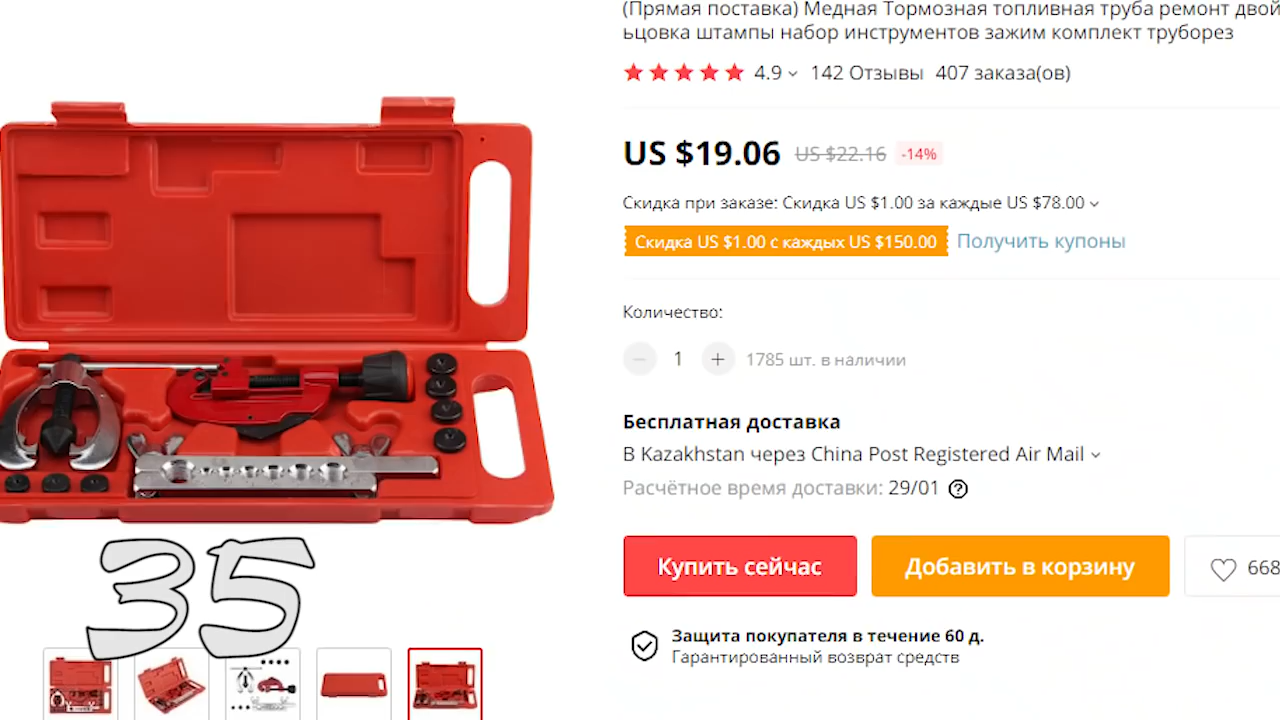 (Прямая поставка) Медная Тормозная топливная труба ремонт двой
ьцовка штампы набор инструментов зажим комплект труборез
4.9 142 Отзывы 407 заказа(ов)
US $19.06 US $22.16 -14%
Скидка при заказе: Скидка US $1.00 за каждые US $78.00
Скидка US $1.00 с каждых US $150.00 Получить купоны
Количество:
− 1 + 1785 шт. в наличии
Бесплатная доставка
В Kazakhstan через China Post Registered Air Mail
Расчётное время доставки: 29/01 ?
35
Купить сейчас Добавить в корзину 668
Защита покупателя в течение 60 д.
Гарантированный возврат средств